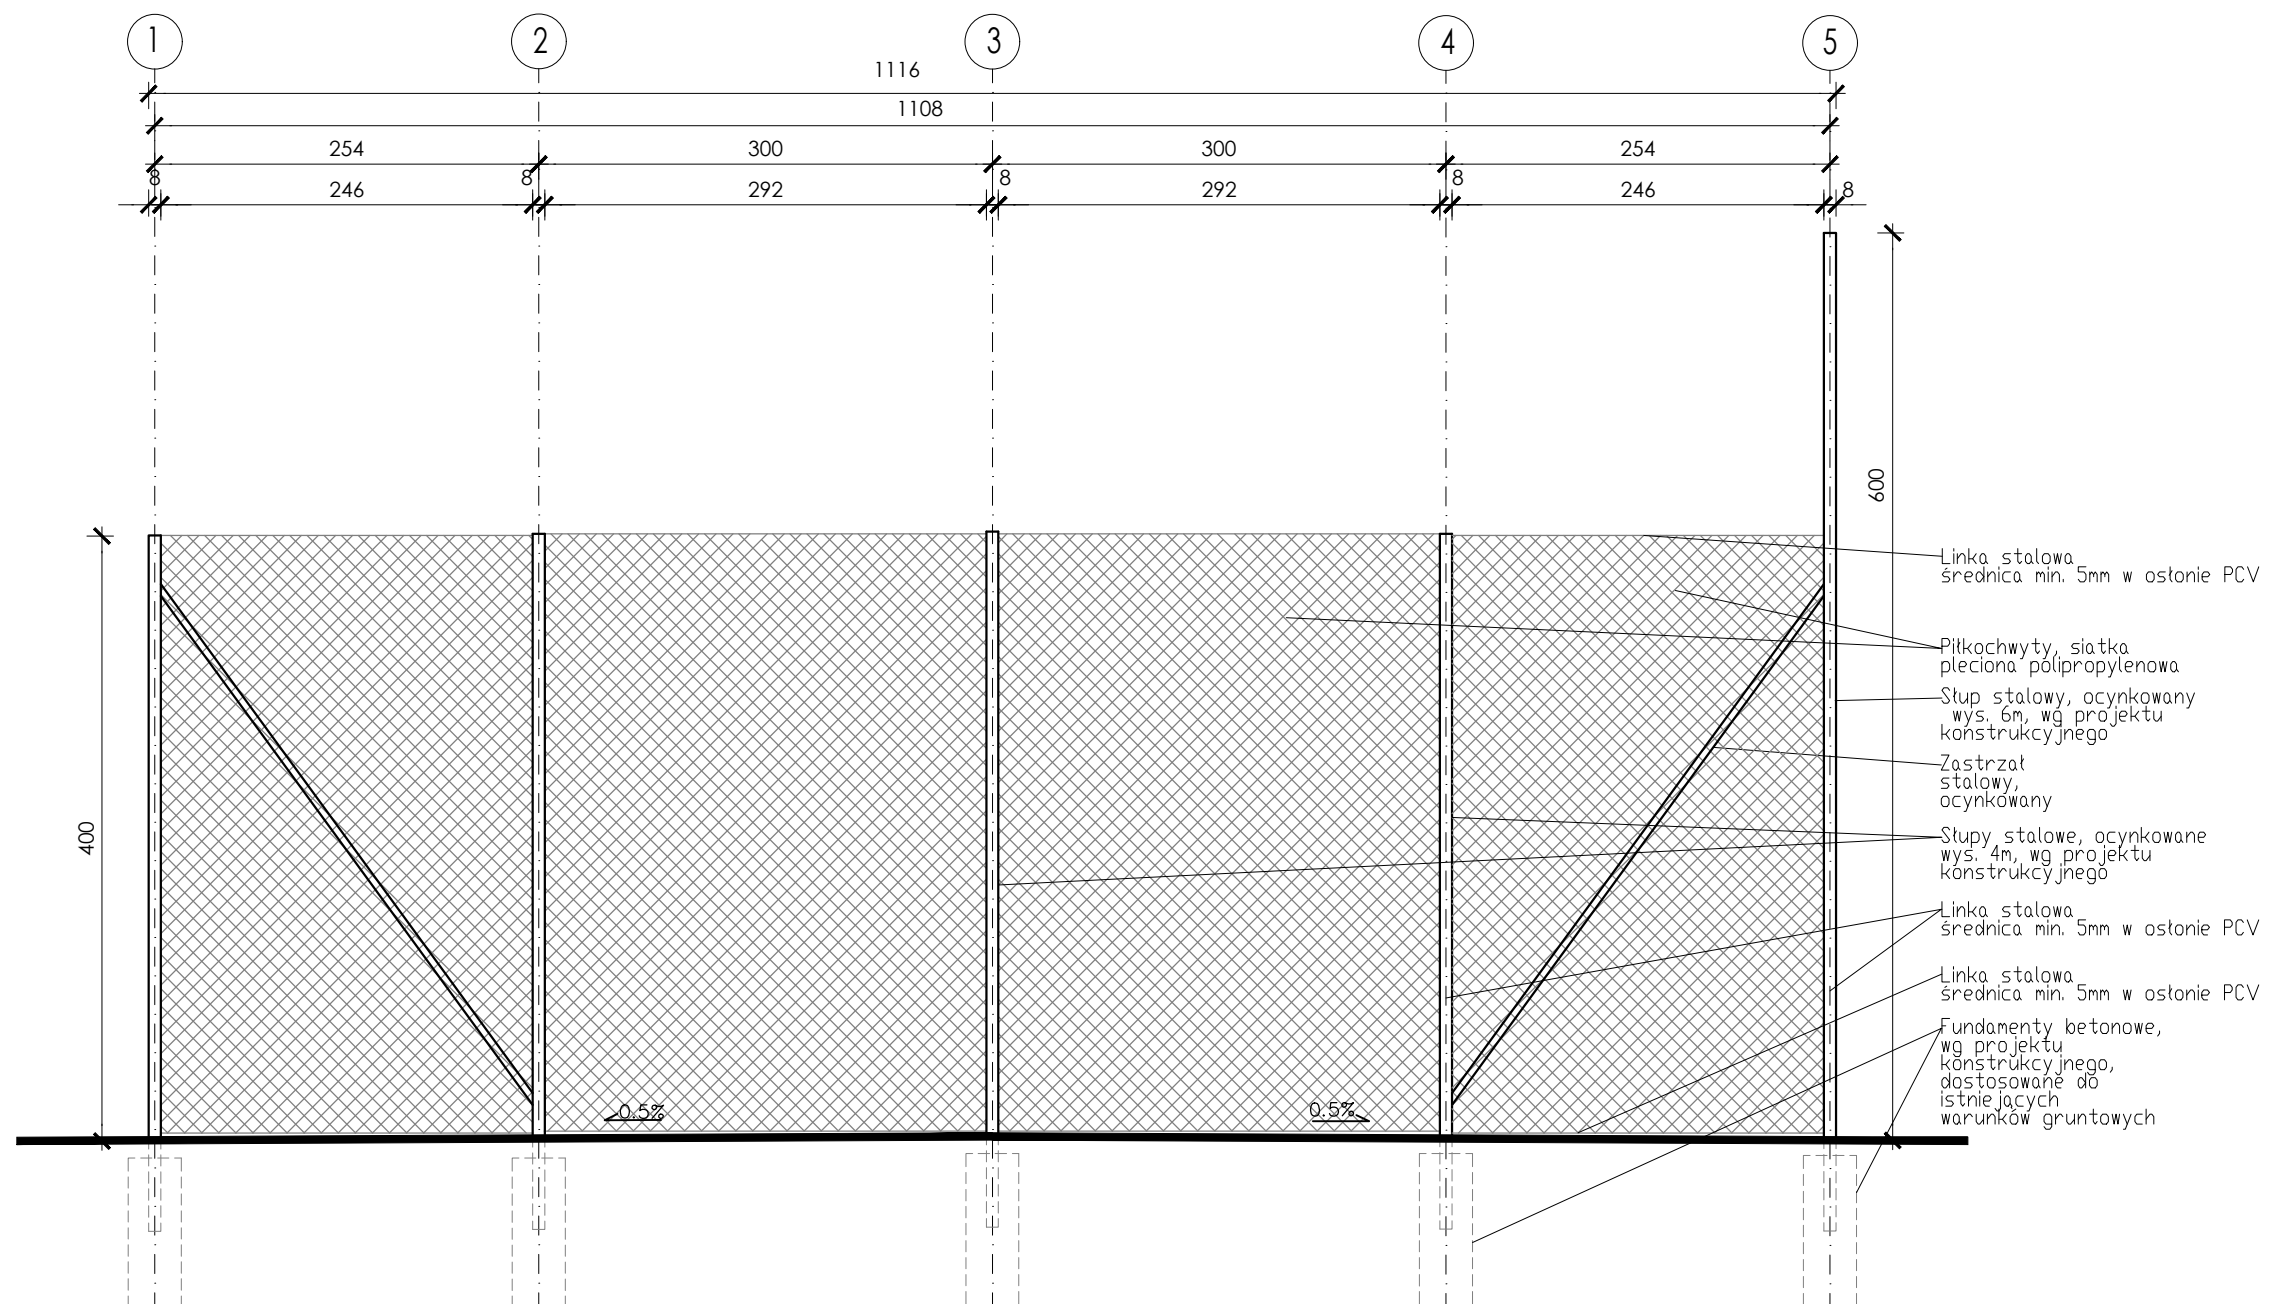 1 2 3 4 5
1116
1108
254 300 300 254
8 8 8 8 8
246 292 292 246
600
400
Linka stalowa
średnica min. 5mm w osłonie PCV
Piłkochwyty, siatka
pleciona polipropylenowa
Słup stalowy, ocynkowany
wys. 6m, wg projektu
konstrukcyjnego
Zastrzał
stalowy,
ocynkowany
Słupy stalowe, ocynkowane
wys. 4m, wg projektu
konstrukcyjnego
Linka stalowa
średnica min. 5mm w osłonie PCV
Linka stalowa
średnica min. 5mm w osłonie PCV
Fundamenty betonowe,
wg projektu
konstrukcyjnego,
dostosowane do
istniejących
warunków gruntowych
0.5% 0.5%